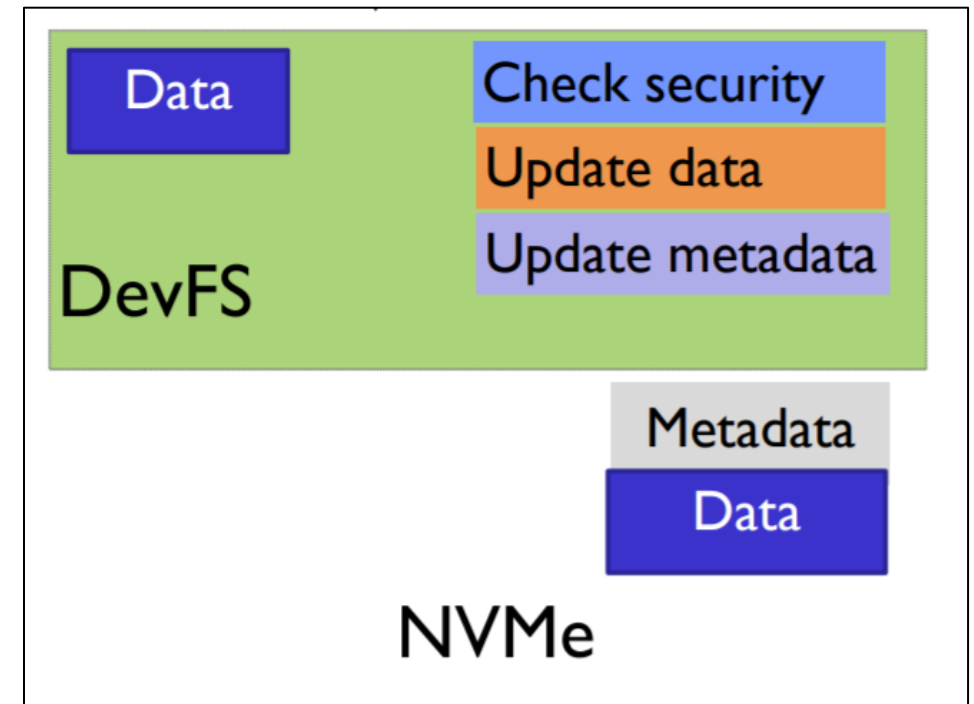 Data
Check security
Update data
Update metadata
DevFS
Metadata
Data
NVMe